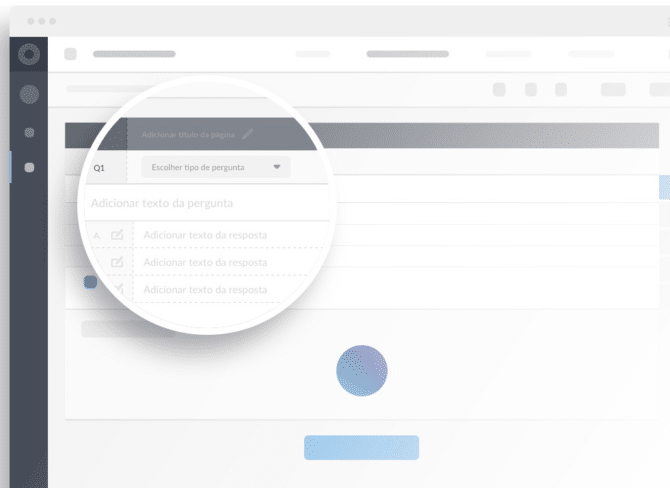 Adicionar título da página
Q1
Escolher tipo de pergunta
Adicionar texto da pergunta
A. Adicionar texto da resposta
Adicionar texto da resposta
Adicionar texto da resposta